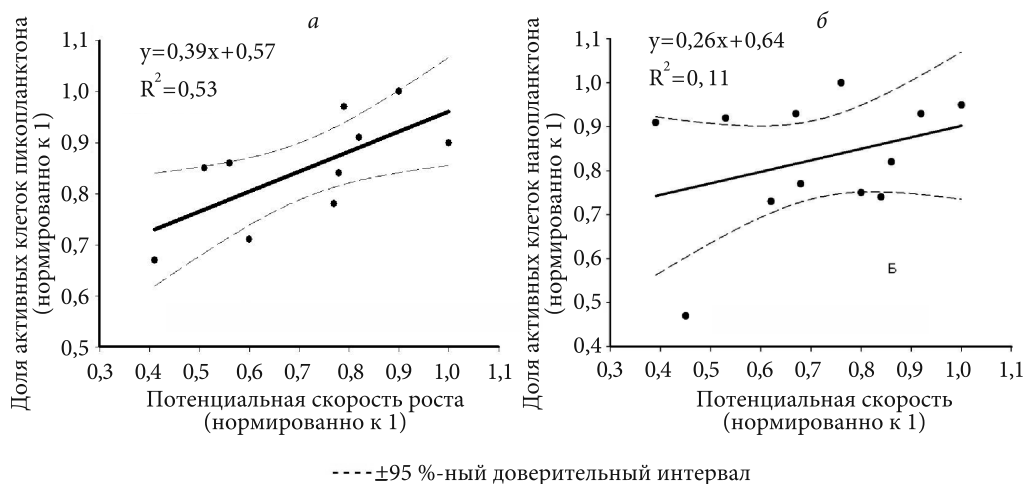 а
y=0,39x+0,57
R²=0,53
Доля активных клеток пикопланктона
(нормированно к 1)
1,1
1,0
0,9
0,8
0,7
0,6
0,5
0,3 0,4 0,5 0,6 0,7 0,8 0,9 1,0 1,1
Потенциальная скорость роста
(нормированно к 1)
б
y=0,26x+0,64
R²=0, 11
Доля активных клеток нанопланктона
(нормированно к 1)
1,1
1,0
0,9
0,8
0,7
0,6
0,5
0,4
Б
0,3 0,4 0,5 0,6 0,7 0,8 0,9 1,0 1,1
Потенциальная скорость
(нормированно к 1)
±95 %-ный доверительный интервал